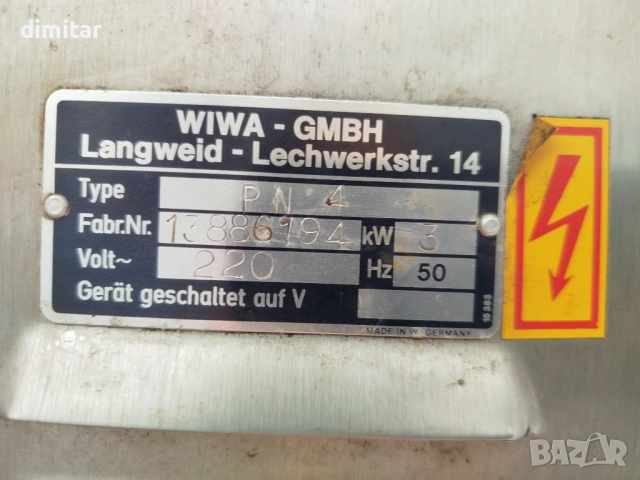 dimitar
WIWA - GMBH
Langweid - Lechwerkstr. 14
Type PN 4
Fabr.Nr. 13886194 kW 3
Volt~ 220 Hz 50
Gerät geschaltet auf V
MADE IN W. GERMANY
BAZAR